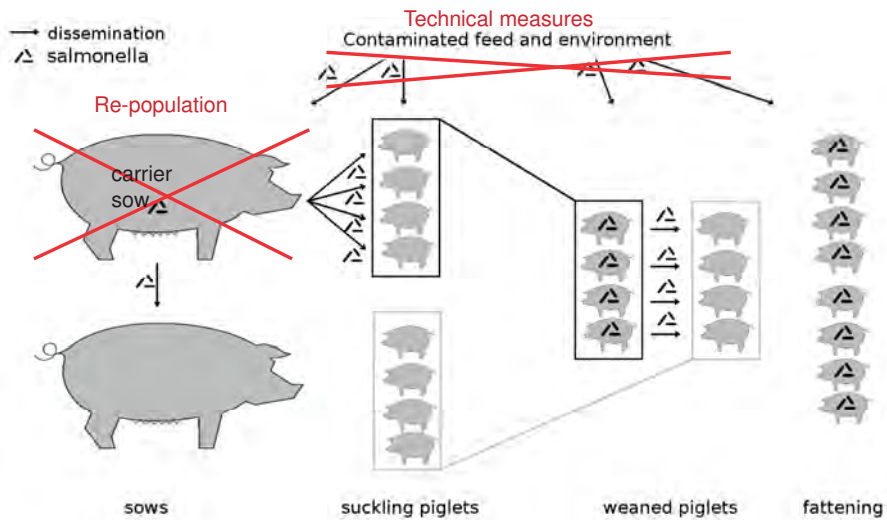 Technical measures
dissemination
Contaminated feed and environment
salmonella
Re-population
carrier
sow
sows
suckling piglets
weaned piglets
fattening